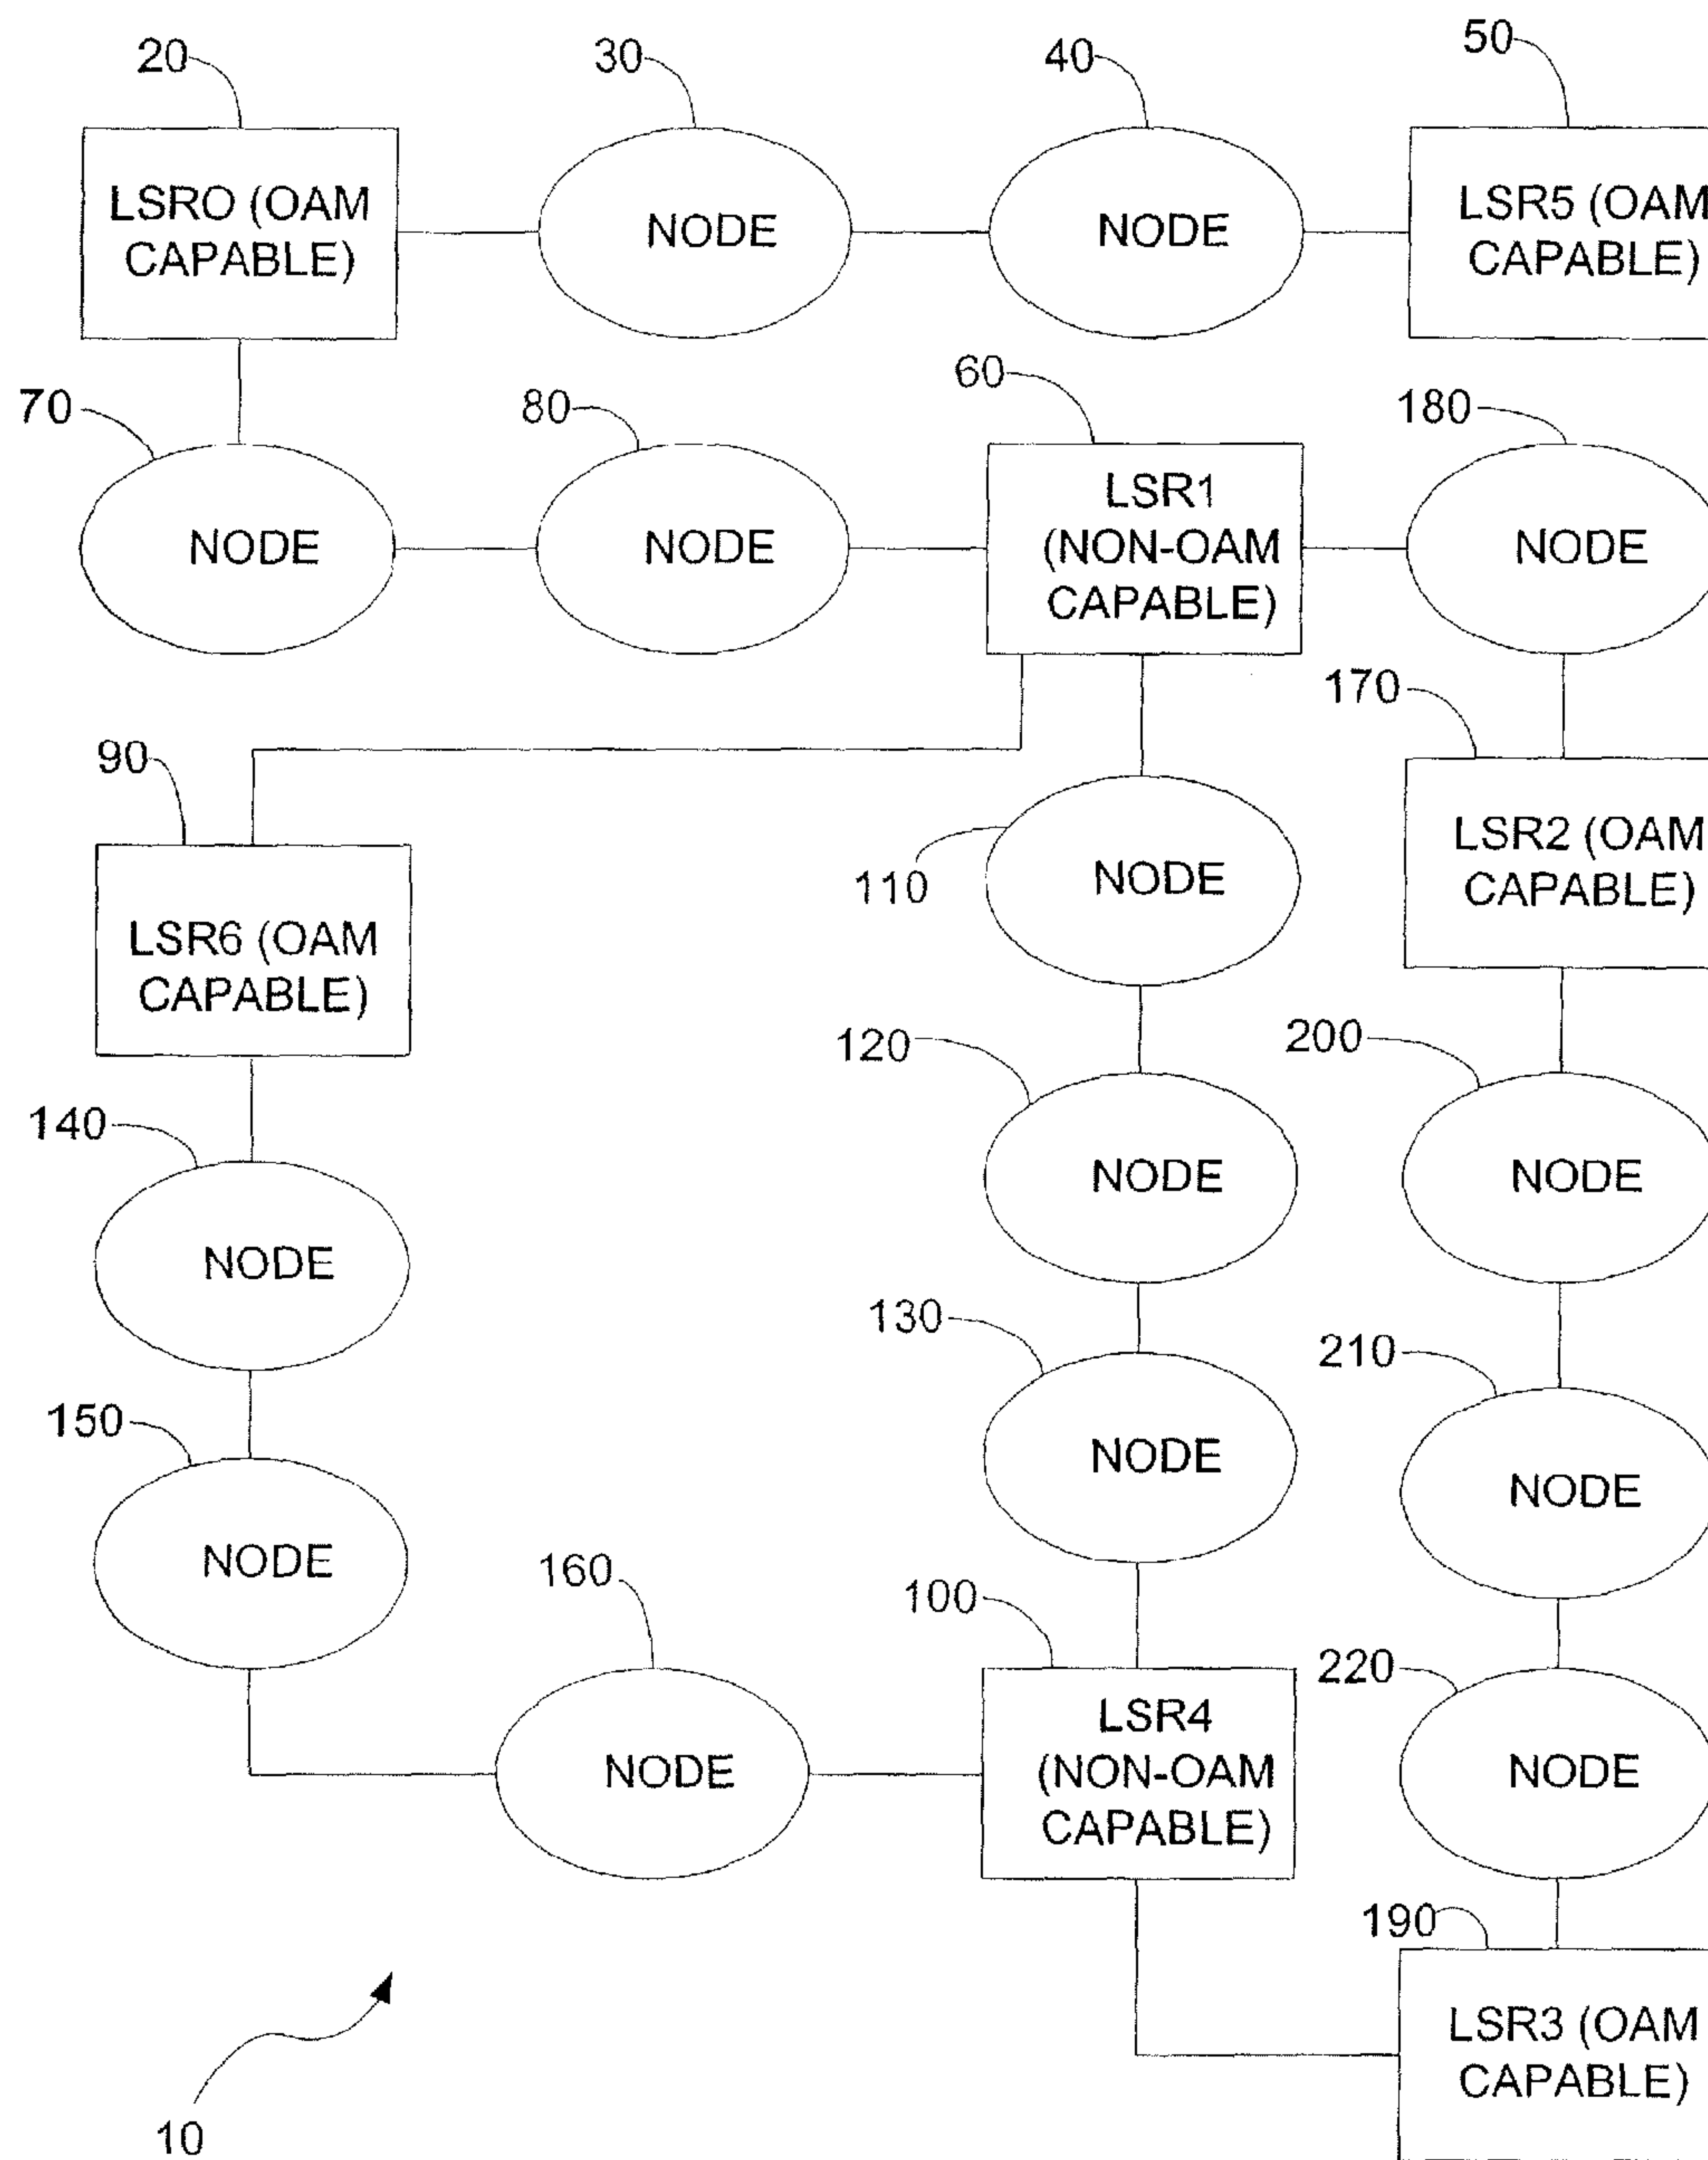 20
30
40
50
LSRO (OAM
CAPABLE)
NODE
NODE
LSR5 (OAM
CAPABLE)
70
80
60
180
NODE
NODE
LSR1
(NON-OAM
CAPABLE)
NODE
90
170
LSR6 (OAM
CAPABLE)
110
NODE
LSR2 (OAM
CAPABLE)
120
200
140
NODE
NODE
NODE
130
210
150
NODE
NODE
NODE
160
100
220
NODE
LSR4
(NON-OAM
CAPABLE)
NODE
190
LSR3 (OAM
CAPABLE)
10